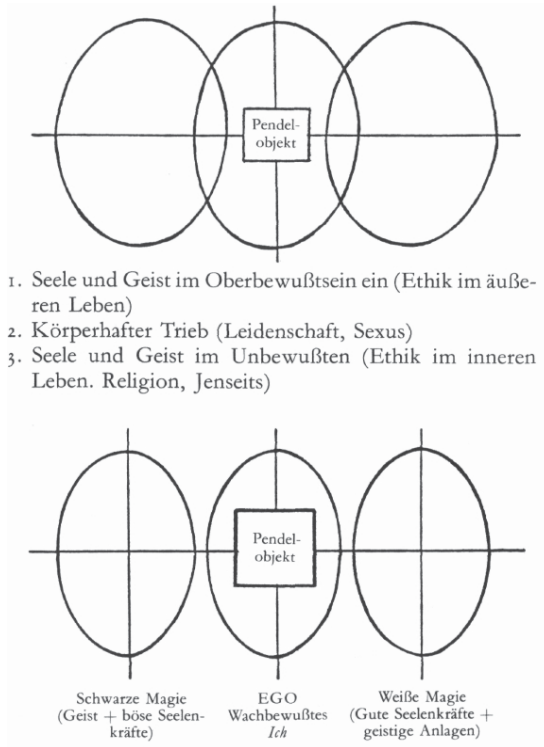 Pendel-
objekt
1. Seele und Geist im Oberbewußtsein ein (Ethik im äuße-
ren Leben)
2. Körperhafter Trieb (Leidenschaft, Sexus)
3. Seele und Geist im Unbewußten (Ethik im inneren
Leben. Religion, Jenseits)
Pendel-
objekt
Schwarze Magie
(Geist + böse Seelen-
kräfte)
EGO
Wachbewußtes
Ich
Weiße Magie
(Gute Seelenkräfte +
geistige Anlagen)